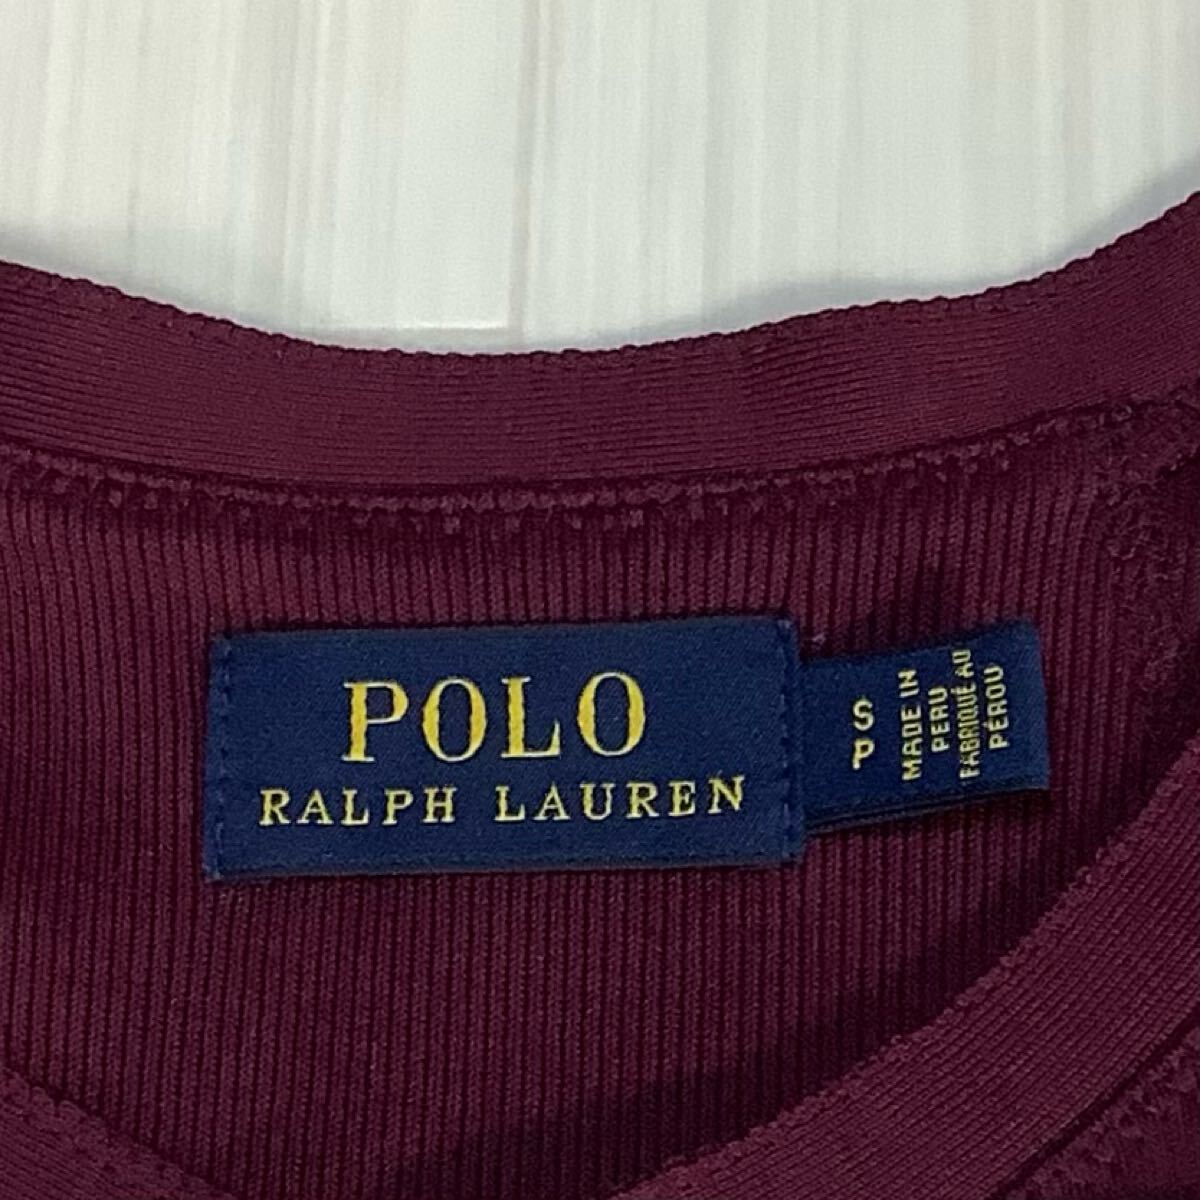 POLO
RALPH LAUREN
S
P
MADE IN
PERU
FABRIQUÉ AU
PÉROU